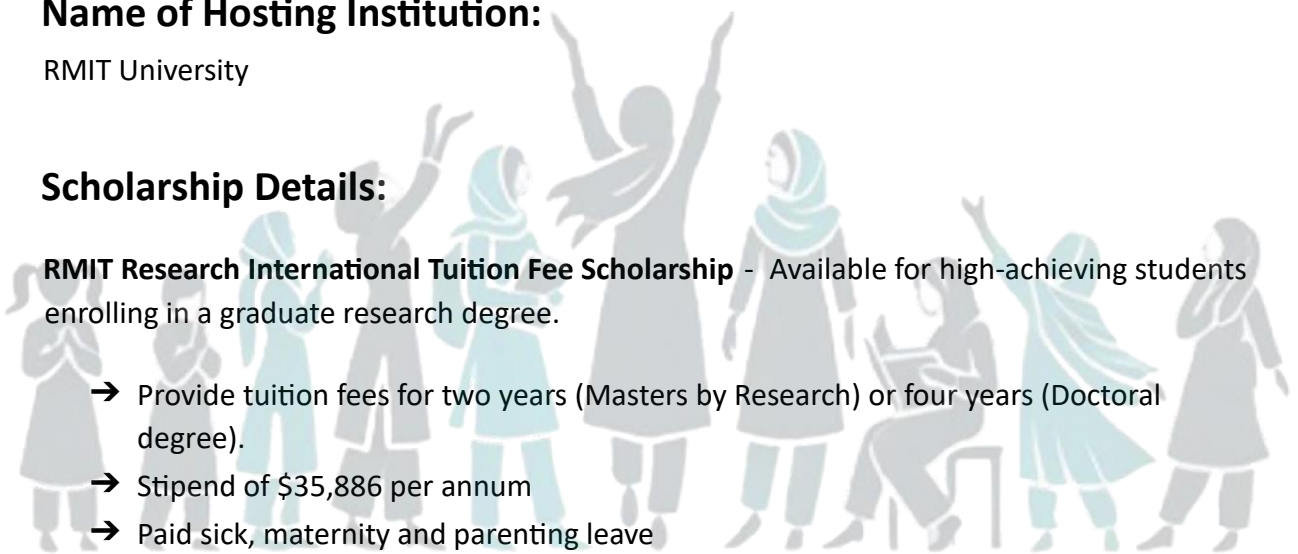 Name of Hosting Institution:
RMIT University
Scholarship Details:
RMIT Research International Tuition Fee Scholarship - Available for high-achieving students
enrolling in a graduate research degree.
➔ Provide tuition fees for two years (Masters by Research) or four years (Doctoral
degree).
➔ Stipend of $35,886 per annum
➔ Paid sick, maternity and parenting leave